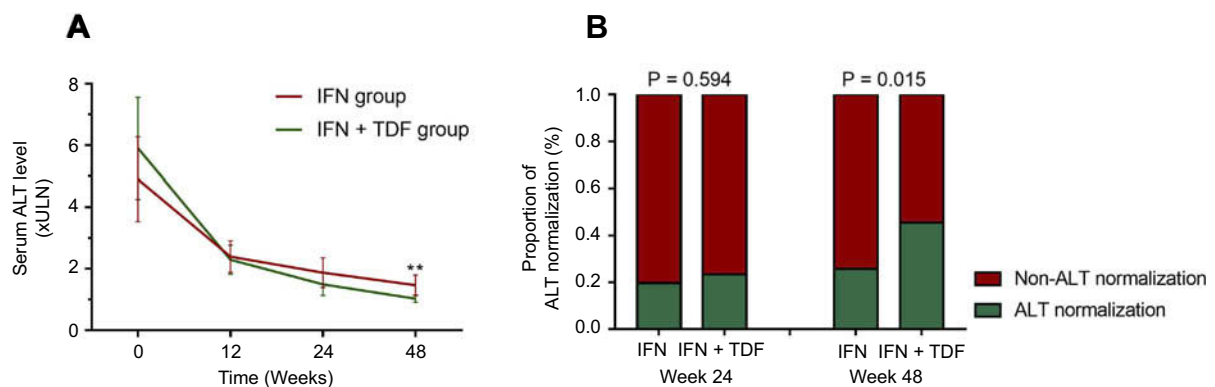 A
Serum ALT level
(xULN)
8
6
4
2
0
IFN group
IFN + TDF group
**
0 12 24 48
Time (Weeks)
B
Proportion of
ALT normalization (%)
P = 0.594 P = 0.015
1.0
0.8
0.6
0.4
0.2
0.0
IFN IFN + TDF IFN IFN + TDF
Week 24 Week 48
Non-ALT normalization
ALT normalization